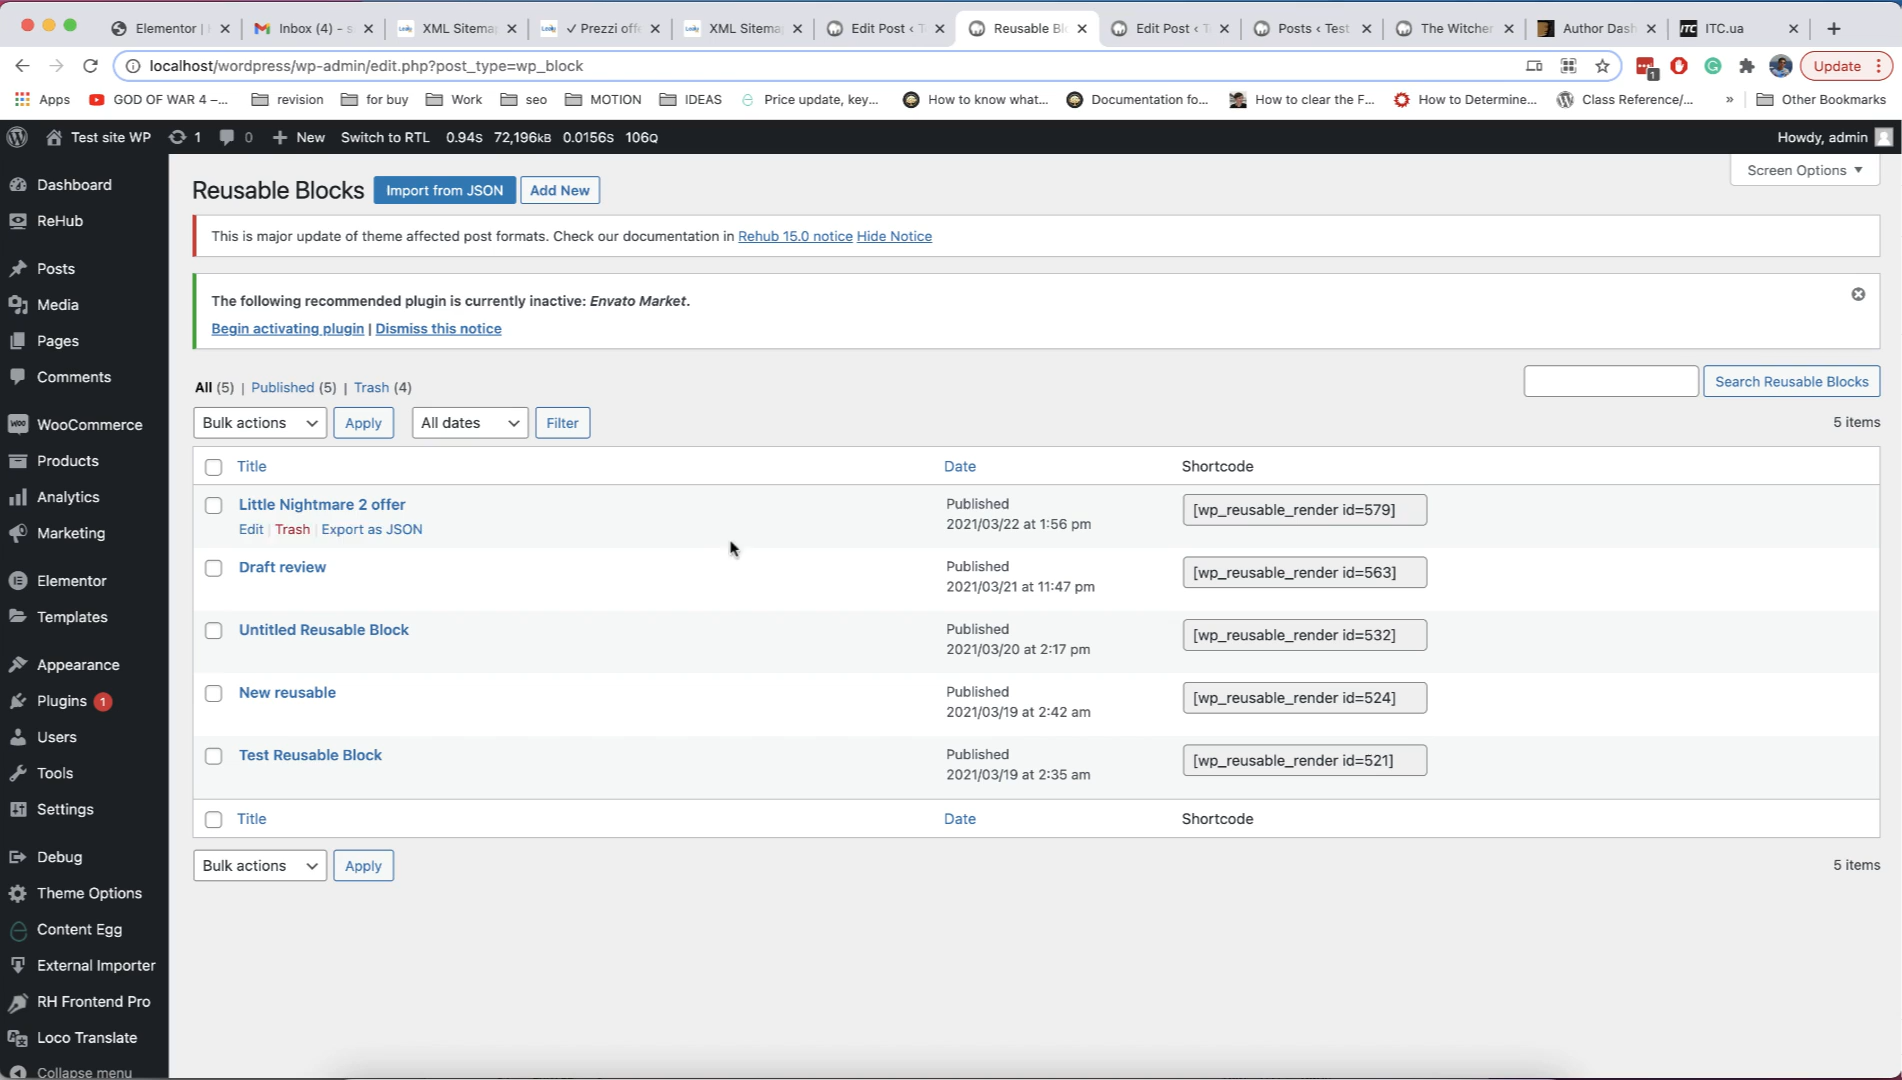 Elementor |
Inbox (4) - s
XML Sitema
✓ Prezzi offe
XML Sitema
Edit Post ‹ T
Reusable Bl
Edit Post ‹ T
Posts ‹ Test
The Witcher
Author Dash
ITC ITC.ua
localhost/wordpress/wp-admin/edit.php?post_type=wp_block
1
Update
Apps
GOD OF WAR 4 –...
revision
for buy
Work
seo
MOTION
IDEAS
Price update, key...
How to know what...
Documentation fo...
How to clear the F...
How to Determine...
Class Reference/...
»
Other Bookmarks
Test site WP
1
0
New
Switch to RTL
0.94S 72,196KB 0.0156S 106Q
Howdy, admin
Dashboard
ReHub
Posts
Media
Pages
Comments
WooCommerce
Products
Analytics
Marketing
Elementor
Templates
Appearance
Plugins 1
Users
Tools
Settings
Debug
Theme Options
Content Egg
External Importer
RH Frontend Pro
Loco Translate
Collapse menu
Screen Options
Reusable Blocks
Import from JSON
Add New
This is major update of theme affected post formats. Check our documentation in Rehub 15.0 notice Hide Notice
The following recommended plugin is currently inactive: Envato Market.
Begin activating plugin | Dismiss this notice
All (5) | Published (5) | Trash (4)
Search Reusable Blocks
Bulk actions
Apply
All dates
Filter
5 items
Title
Date
Shortcode
Little Nightmare 2 offer
Edit | Trash | Export as JSON
Published
2021/03/22 at 1:56 pm
[wp_reusable_render id=579]
Draft review
Published
2021/03/21 at 11:47 pm
[wp_reusable_render id=563]
Untitled Reusable Block
Published
2021/03/20 at 2:17 pm
[wp_reusable_render id=532]
New reusable
Published
2021/03/19 at 2:42 am
[wp_reusable_render id=524]
Test Reusable Block
Published
2021/03/19 at 2:35 am
[wp_reusable_render id=521]
Title
Date
Shortcode
Bulk actions
Apply
5 items